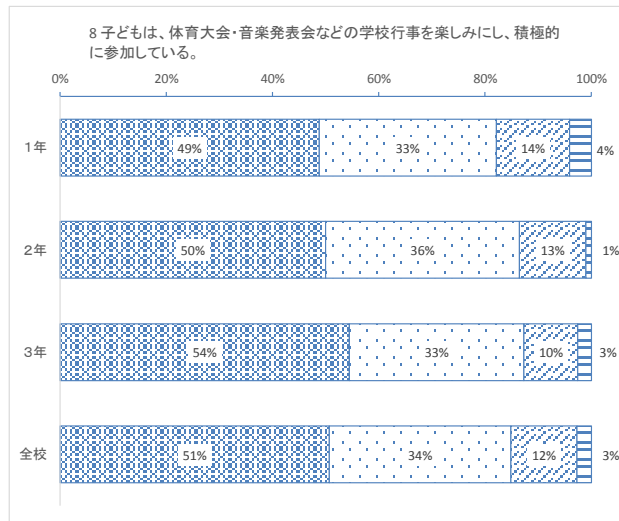 8 子どもは、体育大会・音楽発表会などの学校行事を楽しみにし、積極的
に参加している。
0% 20% 40% 60% 80% 100%
1年 49% 33% 14% 4%
2年 50% 36% 13% 1%
3年 54% 33% 10% 3%
全校 51% 34% 12% 3%